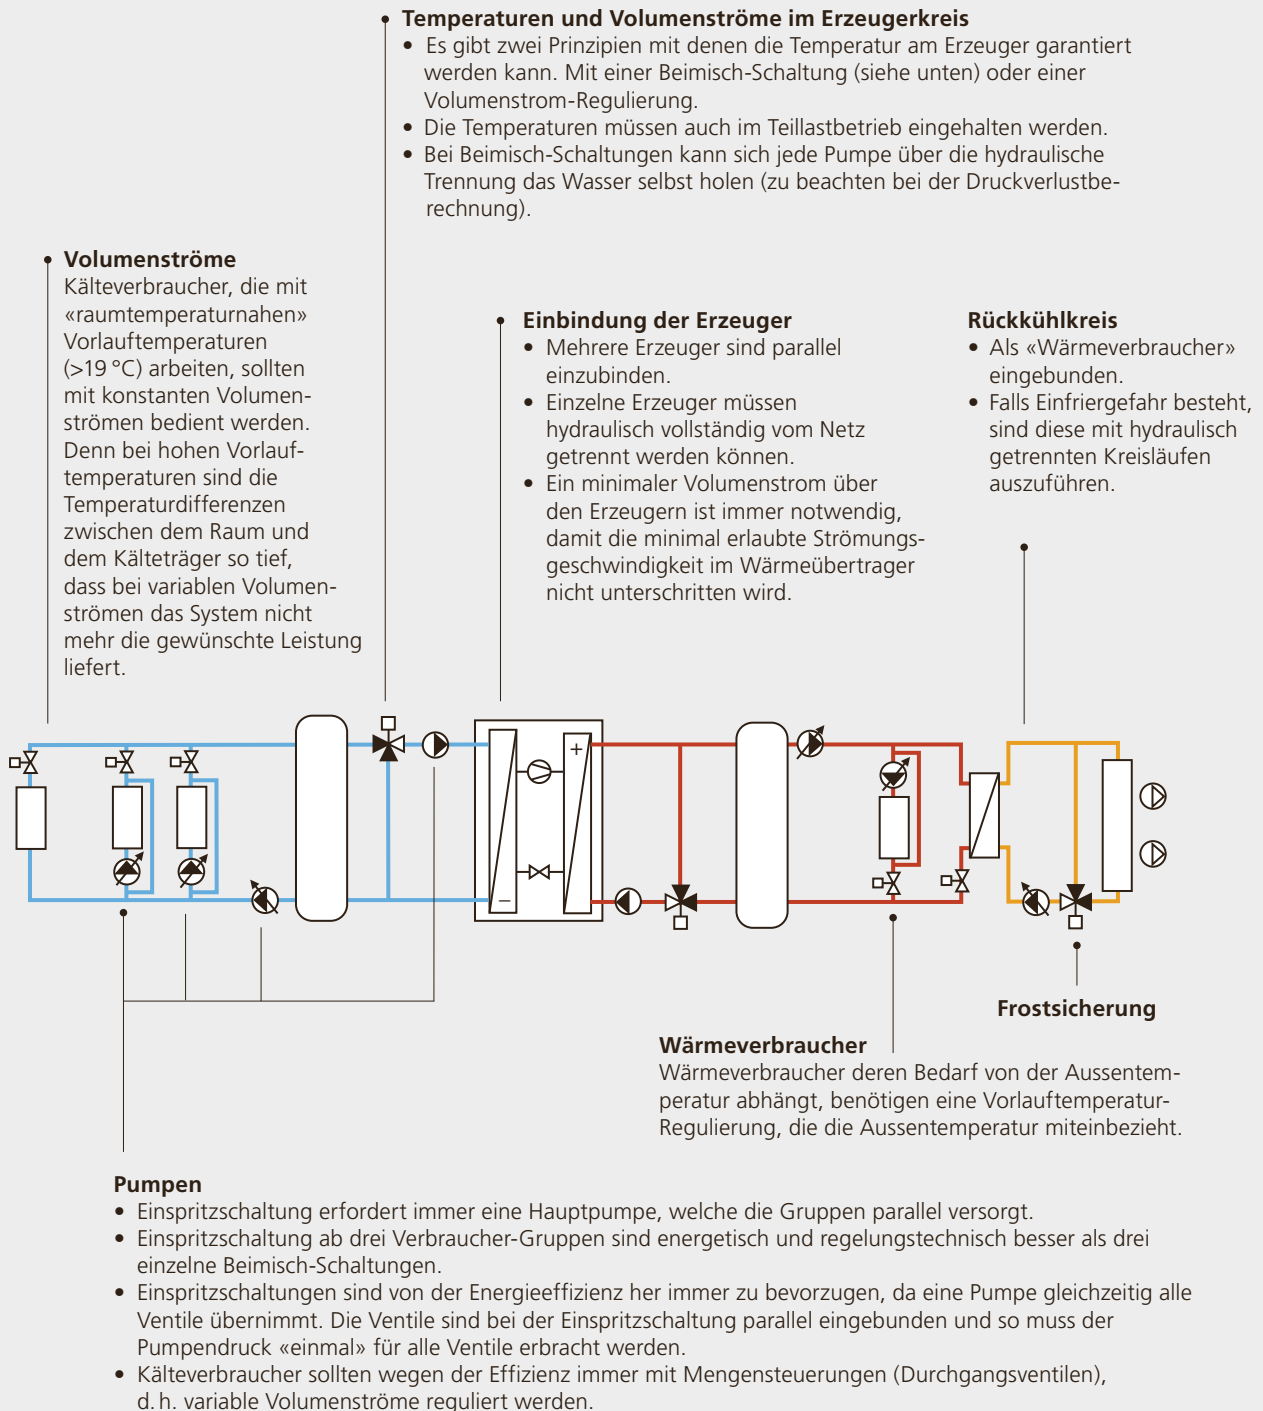 Temperaturen und Volumenströme im Erzeugerkreis
• Es gibt zwei Prinzipien mit denen die Temperatur am Erzeuger garantiert
werden kann. Mit einer Beimisch-Schaltung (siehe unten) oder einer
Volumenstrom-Regulierung.
• Die Temperaturen müssen auch im Teillastbetrieb eingehalten werden.
• Bei Beimisch-Schaltungen kann sich jede Pumpe über die hydraulische
Trennung das Wasser selbst holen (zu beachten bei der Druckverlustbe-
rechnung).
Volumenströme
Kälteverbraucher, die mit
«raumtemperaturnahen»
Vorlauftemperaturen
(>19 °C) arbeiten, sollten
mit konstanten Volumen-
strömen bedient werden.
Denn bei hohen Vorlauf-
temperaturen sind die
Temperaturdifferenzen
zwischen dem Raum und
dem Kälteträger so tief,
dass bei variablen Volumen-
strömen das System nicht
mehr die gewünschte Leistung
liefert.
Einbindung der Erzeuger
• Mehrere Erzeuger sind parallel
einzubinden.
• Einzelne Erzeuger müssen
hydraulisch vollständig vom Netz
getrennt werden können.
• Ein minimaler Volumenstrom über
den Erzeugern ist immer notwendig,
damit die minimal erlaubte Strömungs-
geschwindigkeit im Wärmeübertrager
nicht unterschritten wird.
Rückkühlkreis
• Als «Wärmeverbraucher»
eingebunden.
• Falls Einfriergefahr besteht,
sind diese mit hydraulisch
getrennten Kreisläufen
auszuführen.
+
–
Frostsicherung
Wärmeverbraucher
Wärmeverbraucher deren Bedarf von der Aussentem-
peratur abhängt, benötigen eine Vorlauftemperatur-
Regulierung, die die Aussentemperatur miteinbezieht.
Pumpen
• Einspritzschaltung erfordert immer eine Hauptpumpe, welche die Gruppen parallel versorgt.
• Einspritzschaltung ab drei Verbraucher-Gruppen sind energetisch und regelungstechnisch besser als drei
einzelne Beimisch-Schaltungen.
• Einspritzschaltungen sind von der Energieeffizienz her immer zu bevorzugen, da eine Pumpe gleichzeitig alle
Ventile übernimmt. Die Ventile sind bei der Einspritzschaltung parallel eingebunden und so muss der
Pumpendruck «einmal» für alle Ventile erbracht werden.
• Kälteverbraucher sollten wegen der Effizienz immer mit Mengensteuerungen (Durchgangsventilen),
d. h. variable Volumenströme reguliert werden.